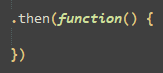 .then(function() {
})